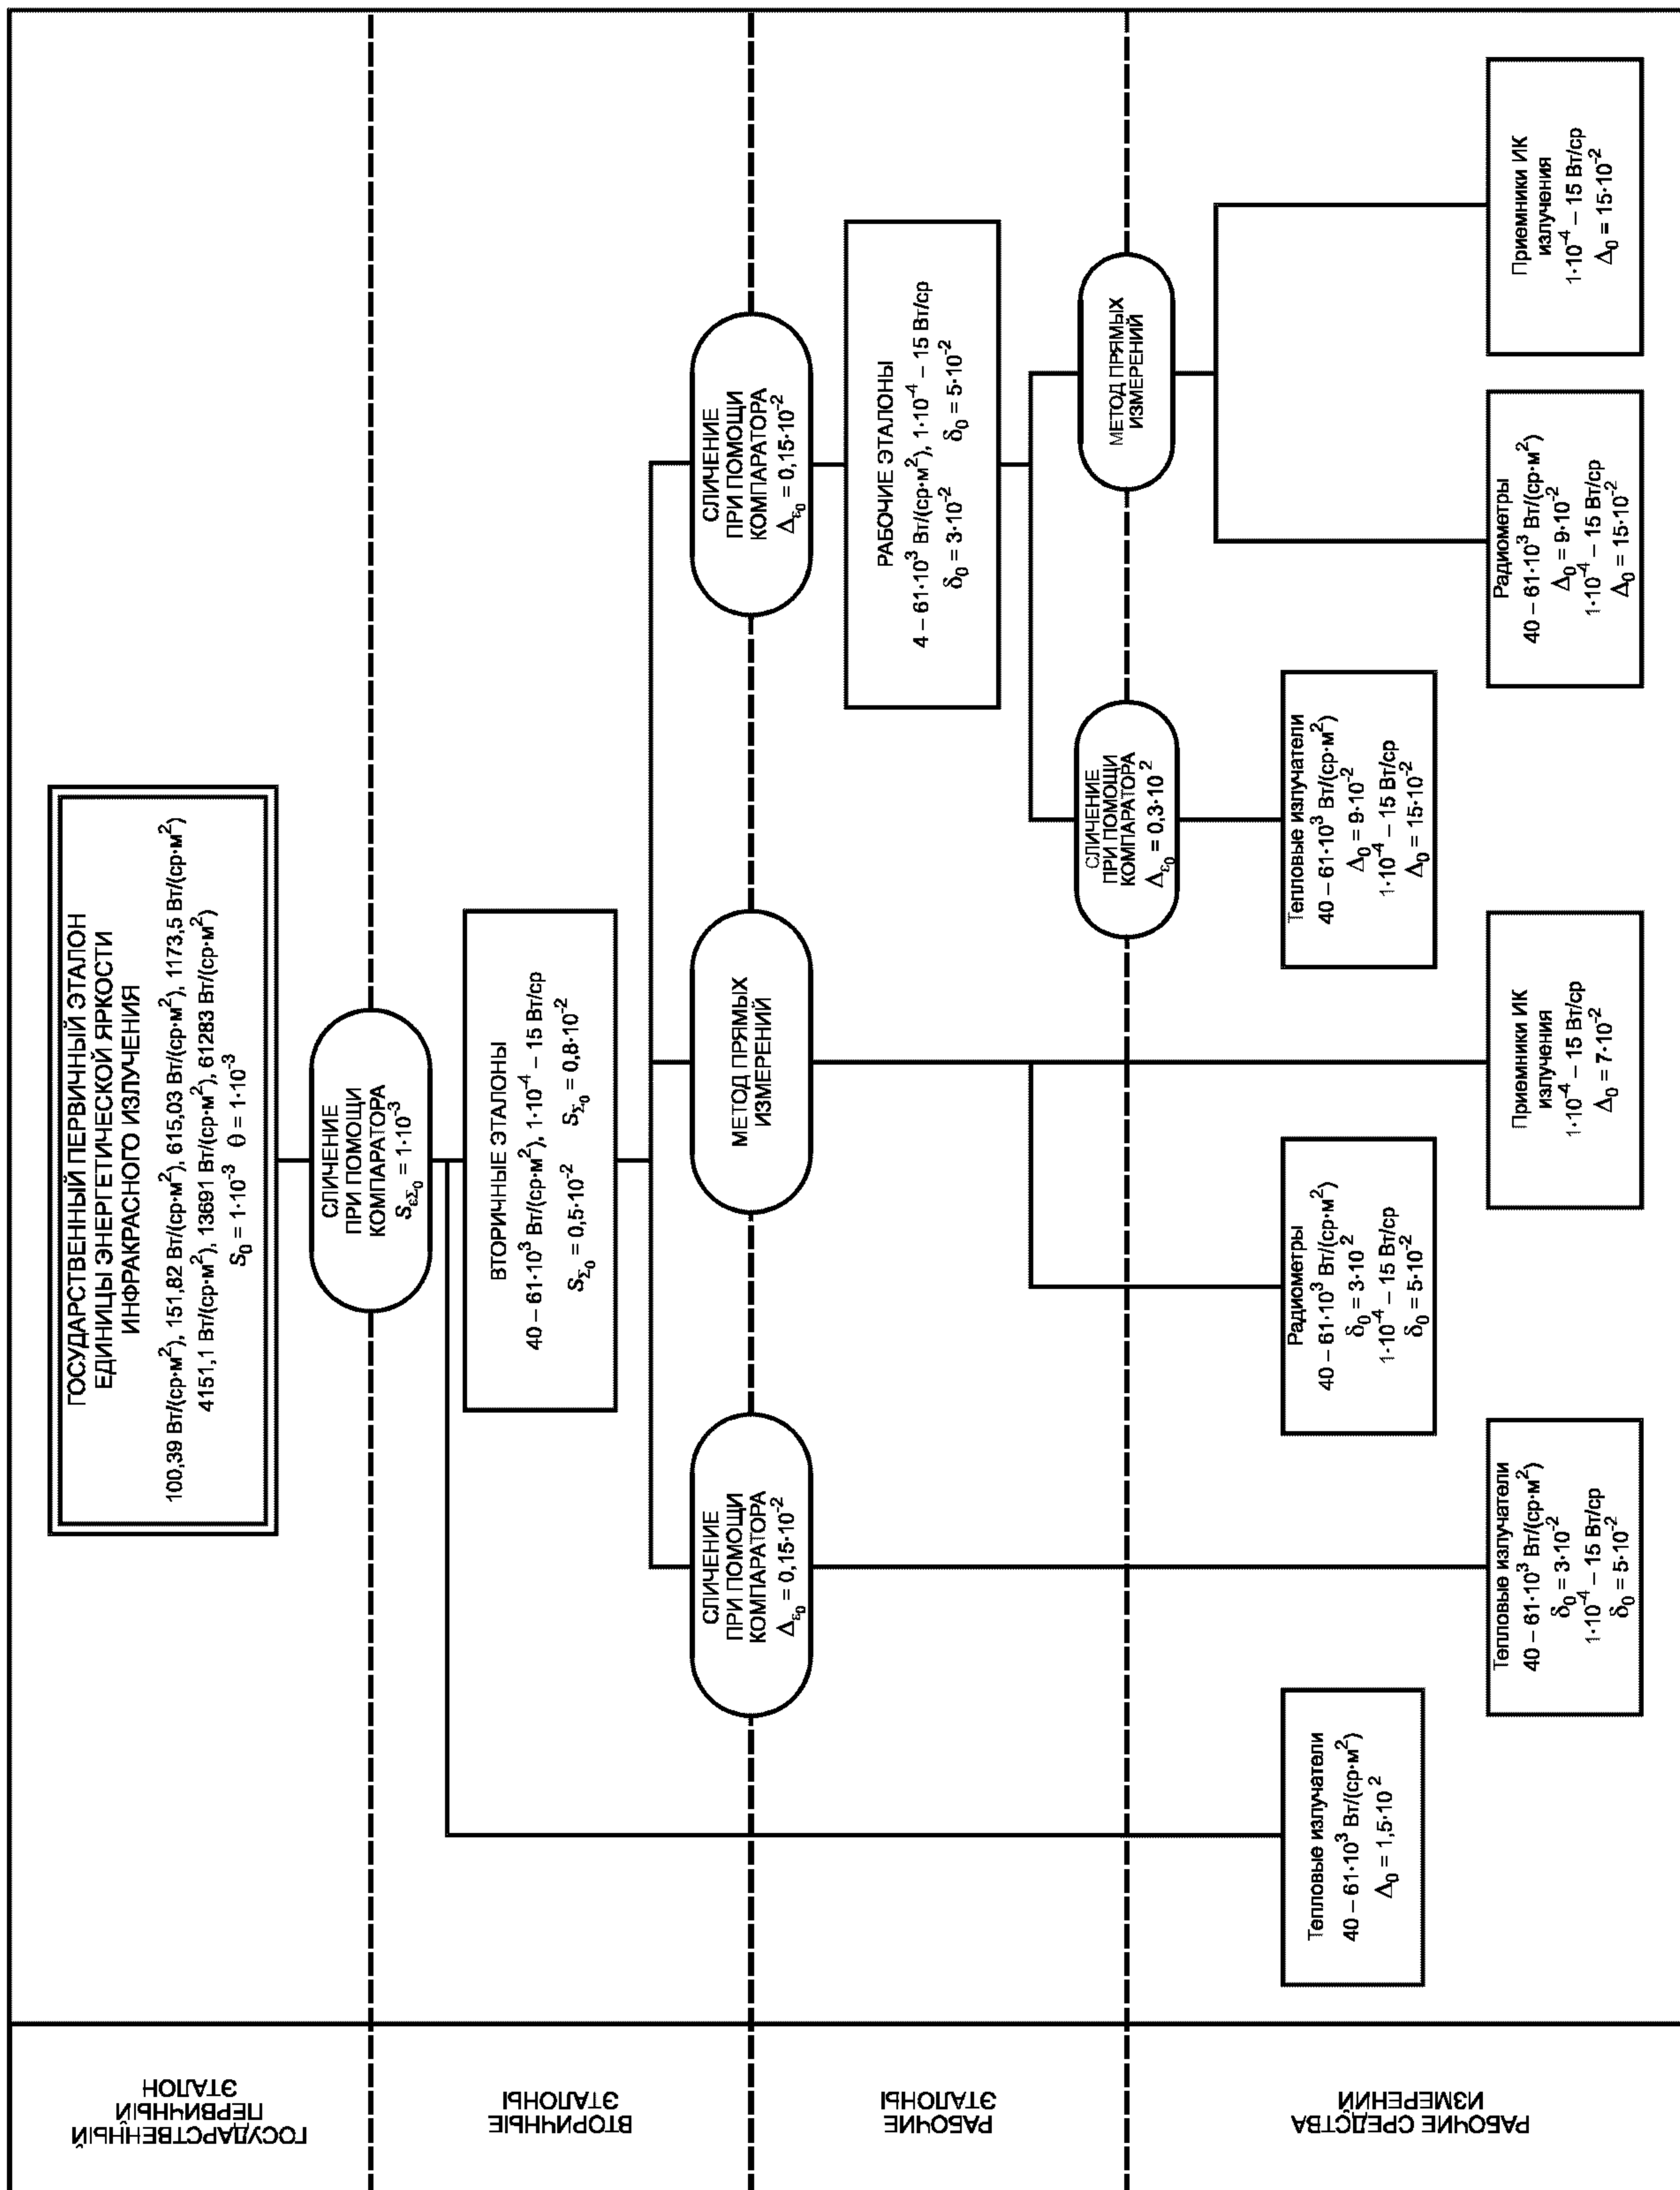 ГОСУДАРСТВЕННЫЙ
ПЕРВИЧНЫЙ
ЭТАЛОН
ГОСУДАРСТВЕННЫЙ ПЕРВИЧНЫЙ ЭТАЛОН
ЕДИНИЦЫ ЭНЕРГЕТИЧЕСКОЙ ЯРКОСТИ
ИНФРАКРАСНОГО ИЗЛУЧЕНИЯ
100,39 Вт/(ср·м²), 151,82 Вт/(ср·м²), 615,03 Вт/(ср·м²), 1173,5 Вт/(ср·м²)
4151,1 Вт/(ср·м²), 13691 Вт/(ср·м²), 61283 Вт/(ср·м²)
S₀ = 1·10⁻³ θ = 1·10⁻³
СЛИЧЕНИЕ
ПРИ ПОМОЩИ
КОМПАРАТОРА
S_εΣ₀ = 1·10⁻³
ВТОРИЧНЫЕ
ЭТАЛОНЫ
ВТОРИЧНЫЕ ЭТАЛОНЫ
40 – 61·10³ Вт/(ср·м²), 1·10⁻⁴ – 15 Вт/ср
S_Σ₀ = 0,5·10⁻² S_Σ₀ = 0,8·10⁻²
СЛИЧЕНИЕ
ПРИ ПОМОЩИ
КОМПАРАТОРА
Δ_ε₀ = 0,15·10⁻²
МЕТОД ПРЯМЫХ
ИЗМЕРЕНИЙ
СЛИЧЕНИЕ
ПРИ ПОМОЩИ
КОМПАРАТОРА
Δ_ε₀ = 0,15·10⁻²
РАБОЧИЕ
ЭТАЛОНЫ
РАБОЧИЕ ЭТАЛОНЫ
4 – 61·10³ Вт/(ср·м²), 1·10⁻⁴ – 15 Вт/ср
δ₀ = 3·10⁻² δ₀ = 5·10⁻²
СЛИЧЕНИЕ
ПРИ ПОМОЩИ
КОМПАРАТОРА
Δ_ε₀ = 0,3·10 ²
МЕТОД ПРЯМЫХ
ИЗМЕРЕНИЙ
РАБОЧИЕ СРЕДСТВА
ИЗМЕРЕНИЙ
Тепловые излучатели
40 – 61·10³ Вт/(ср·м²)
Δ₀ = 1,5·10 ²
Тепловые излучатели
40 – 61·10³ Вт/(ср·м²)
δ₀ = 3·10⁻²
1·10⁻⁴ – 15 Вт/ср
δ₀ = 5·10⁻²
Радиометры
40 – 61·10³ Вт/(ср·м²)
δ₀ = 3·10 ²
1·10⁻⁴ – 15 Вт/ср
δ₀ = 5·10⁻²
Приемники ИК
излучения
1·10⁻⁴ – 15 Вт/ср
Δ₀ = 7·10⁻²
Тепловые излучатели
40 – 61·10³ Вт/(ср·м²)
Δ₀ = 9·10⁻²
1·10⁻⁴ – 15 Вт/ср
Δ₀ = 15·10⁻²
Радиометры
40 – 61·10³ Вт/(ср·м²)
Δ₀ = 9·10⁻²
1·10⁻⁴ – 15 Вт/ср
Δ₀ = 15·10⁻²
Приемники ИК
излучения
1·10⁻⁴ – 15 Вт/ср
Δ₀ = 15·10⁻²